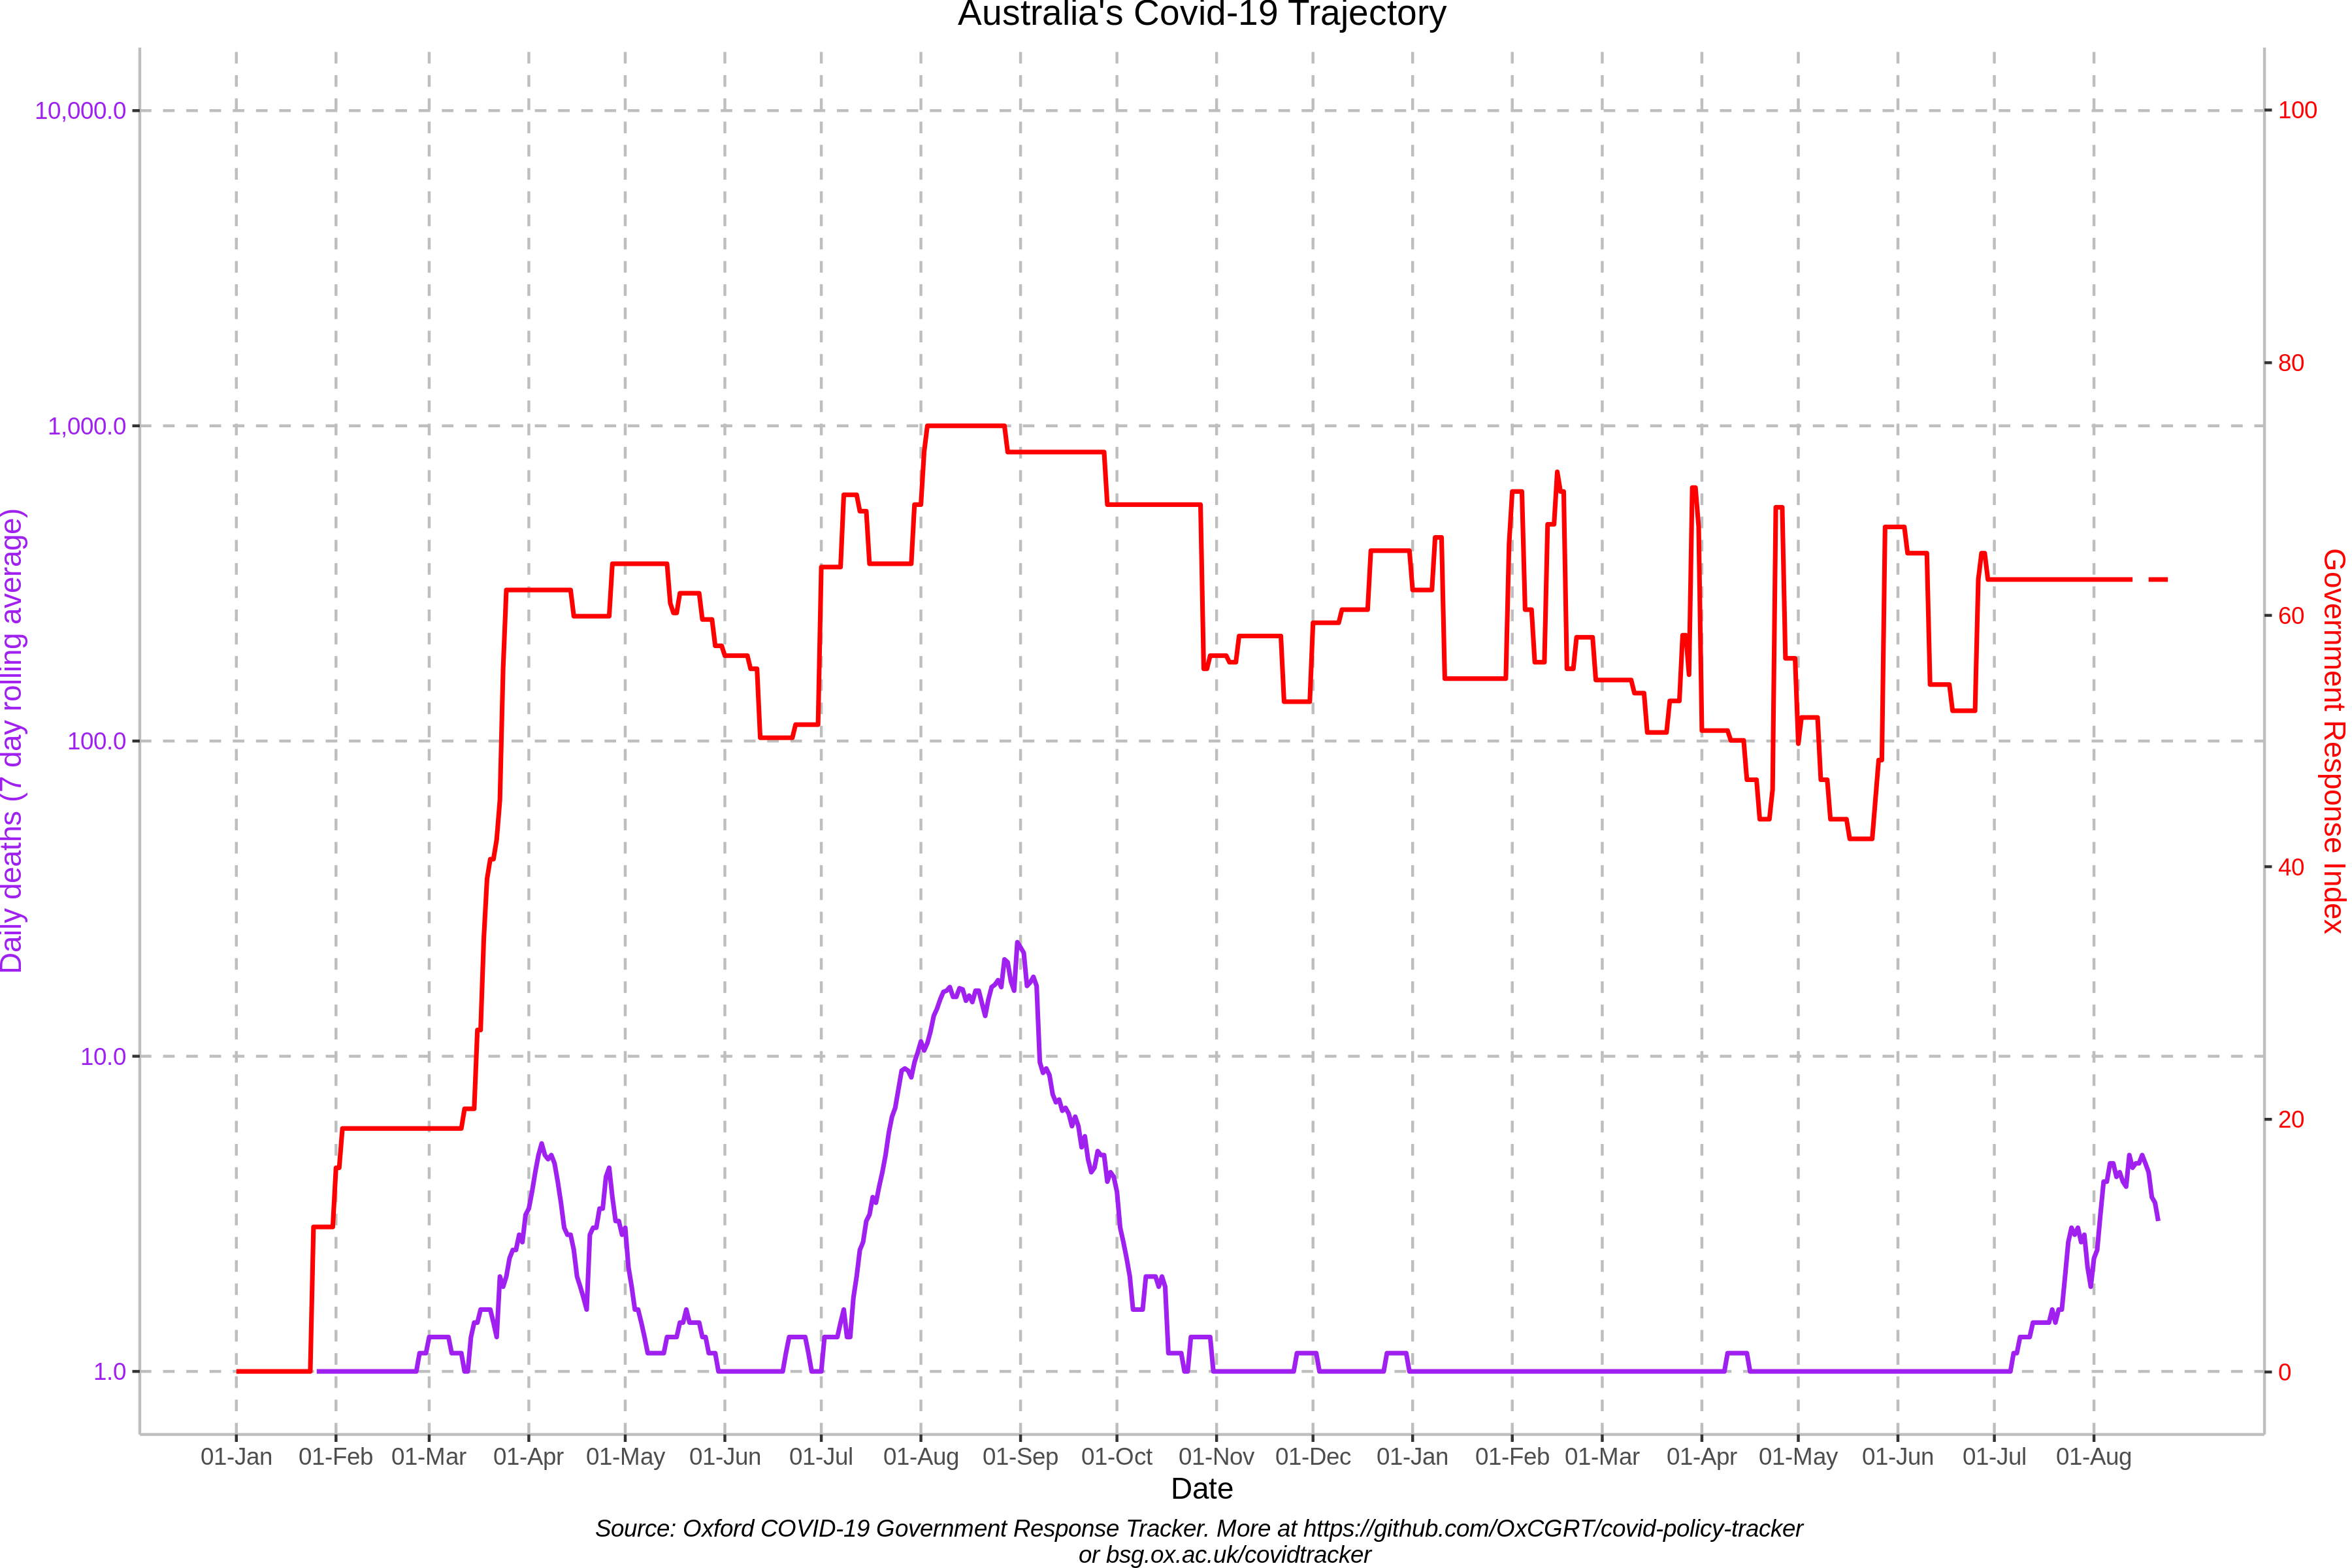 Australia's Covid-19 Trajectory
10,000.0
1,000.0
100.0
10.0
1.0
Daily deaths (7 day rolling average)
100
80
60
40
20
0
Government Response Index
01-Jan 01-Feb 01-Mar 01-Apr 01-May 01-Jun 01-Jul 01-Aug 01-Sep 01-Oct 01-Nov 01-Dec 01-Jan 01-Feb 01-Mar 01-Apr 01-May 01-Jun 01-Jul 01-Aug
Date
Source: Oxford COVID-19 Government Response Tracker. More at https://github.com/OxCGRT/covid-policy-tracker
or bsg.ox.ac.uk/covidtracker